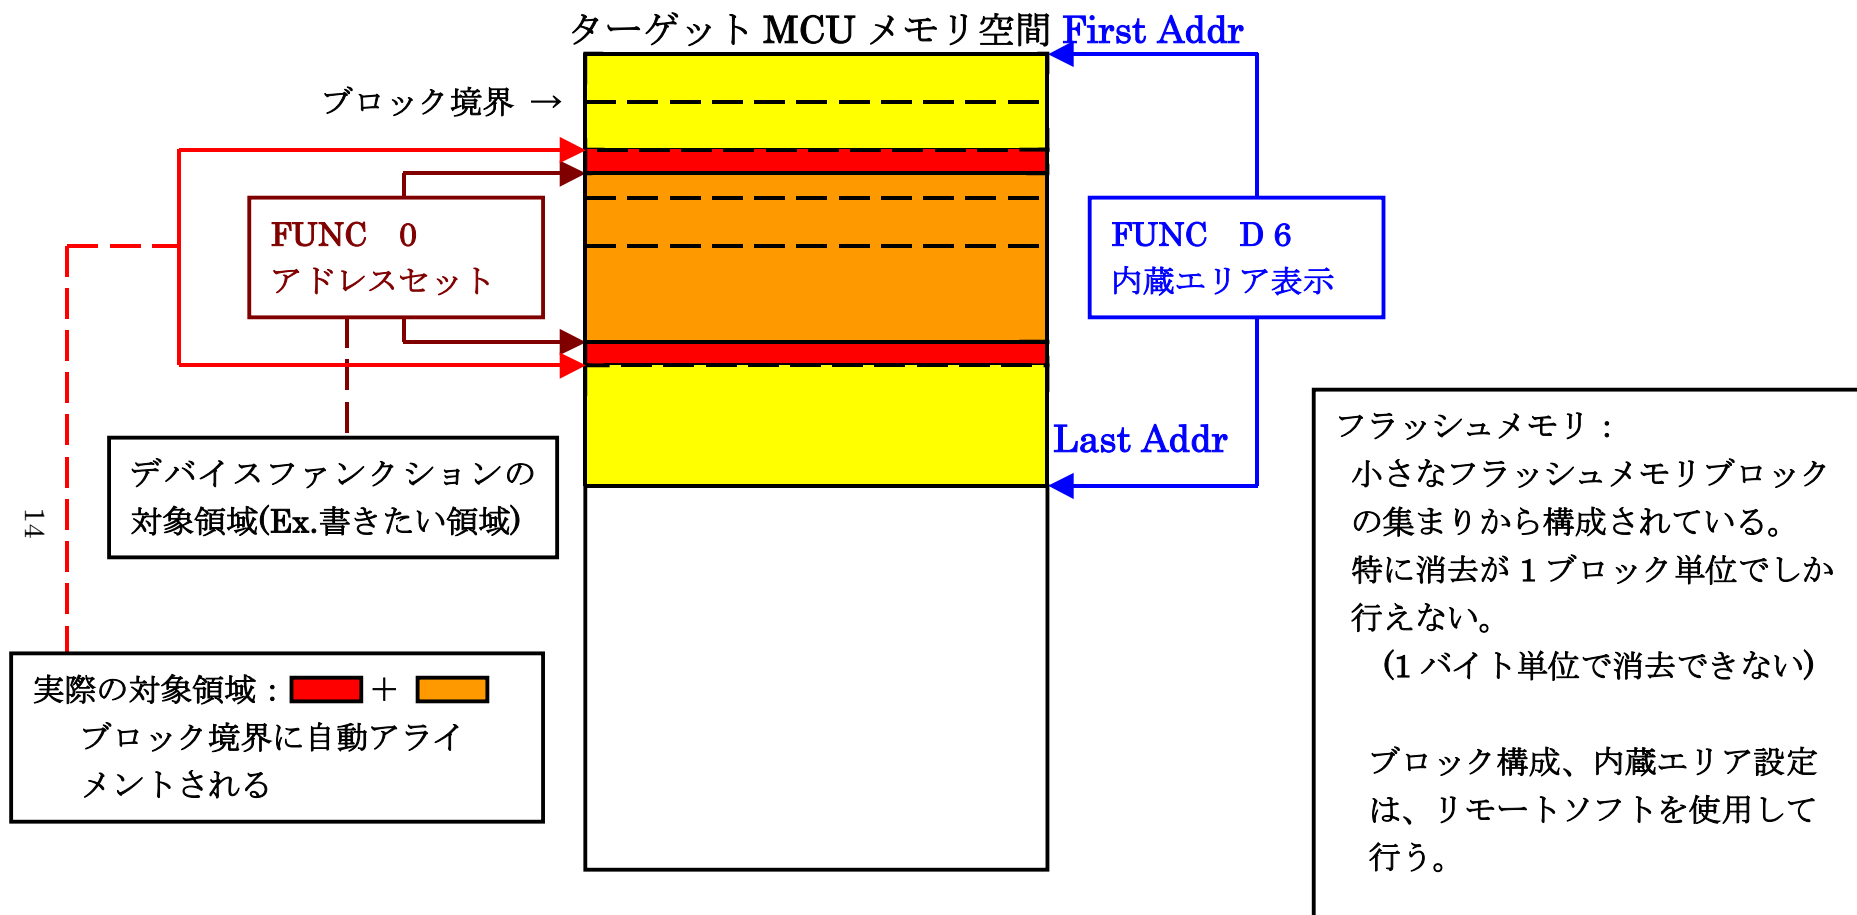 ターゲット MCU メモリ空間
First Addr
ブロック境界 →
FUNC 0
アドレスセット
FUNC D 6
内蔵エリア表示
Last Addr
デバイスファンクションの
対象領域(Ex.書きたい領域)
14
実際の対象領域 : ＋
ブロック境界に自動アライ
メントされる
フラッシュメモリ :
小さなフラッシュメモリブロック
の集まりから構成されている。
特に消去が 1 ブロック単位でしか
行えない。
(1 バイト単位で消去できない)
ブロック構成、内蔵エリア設定
は、リモートソフトを使用して
行う。